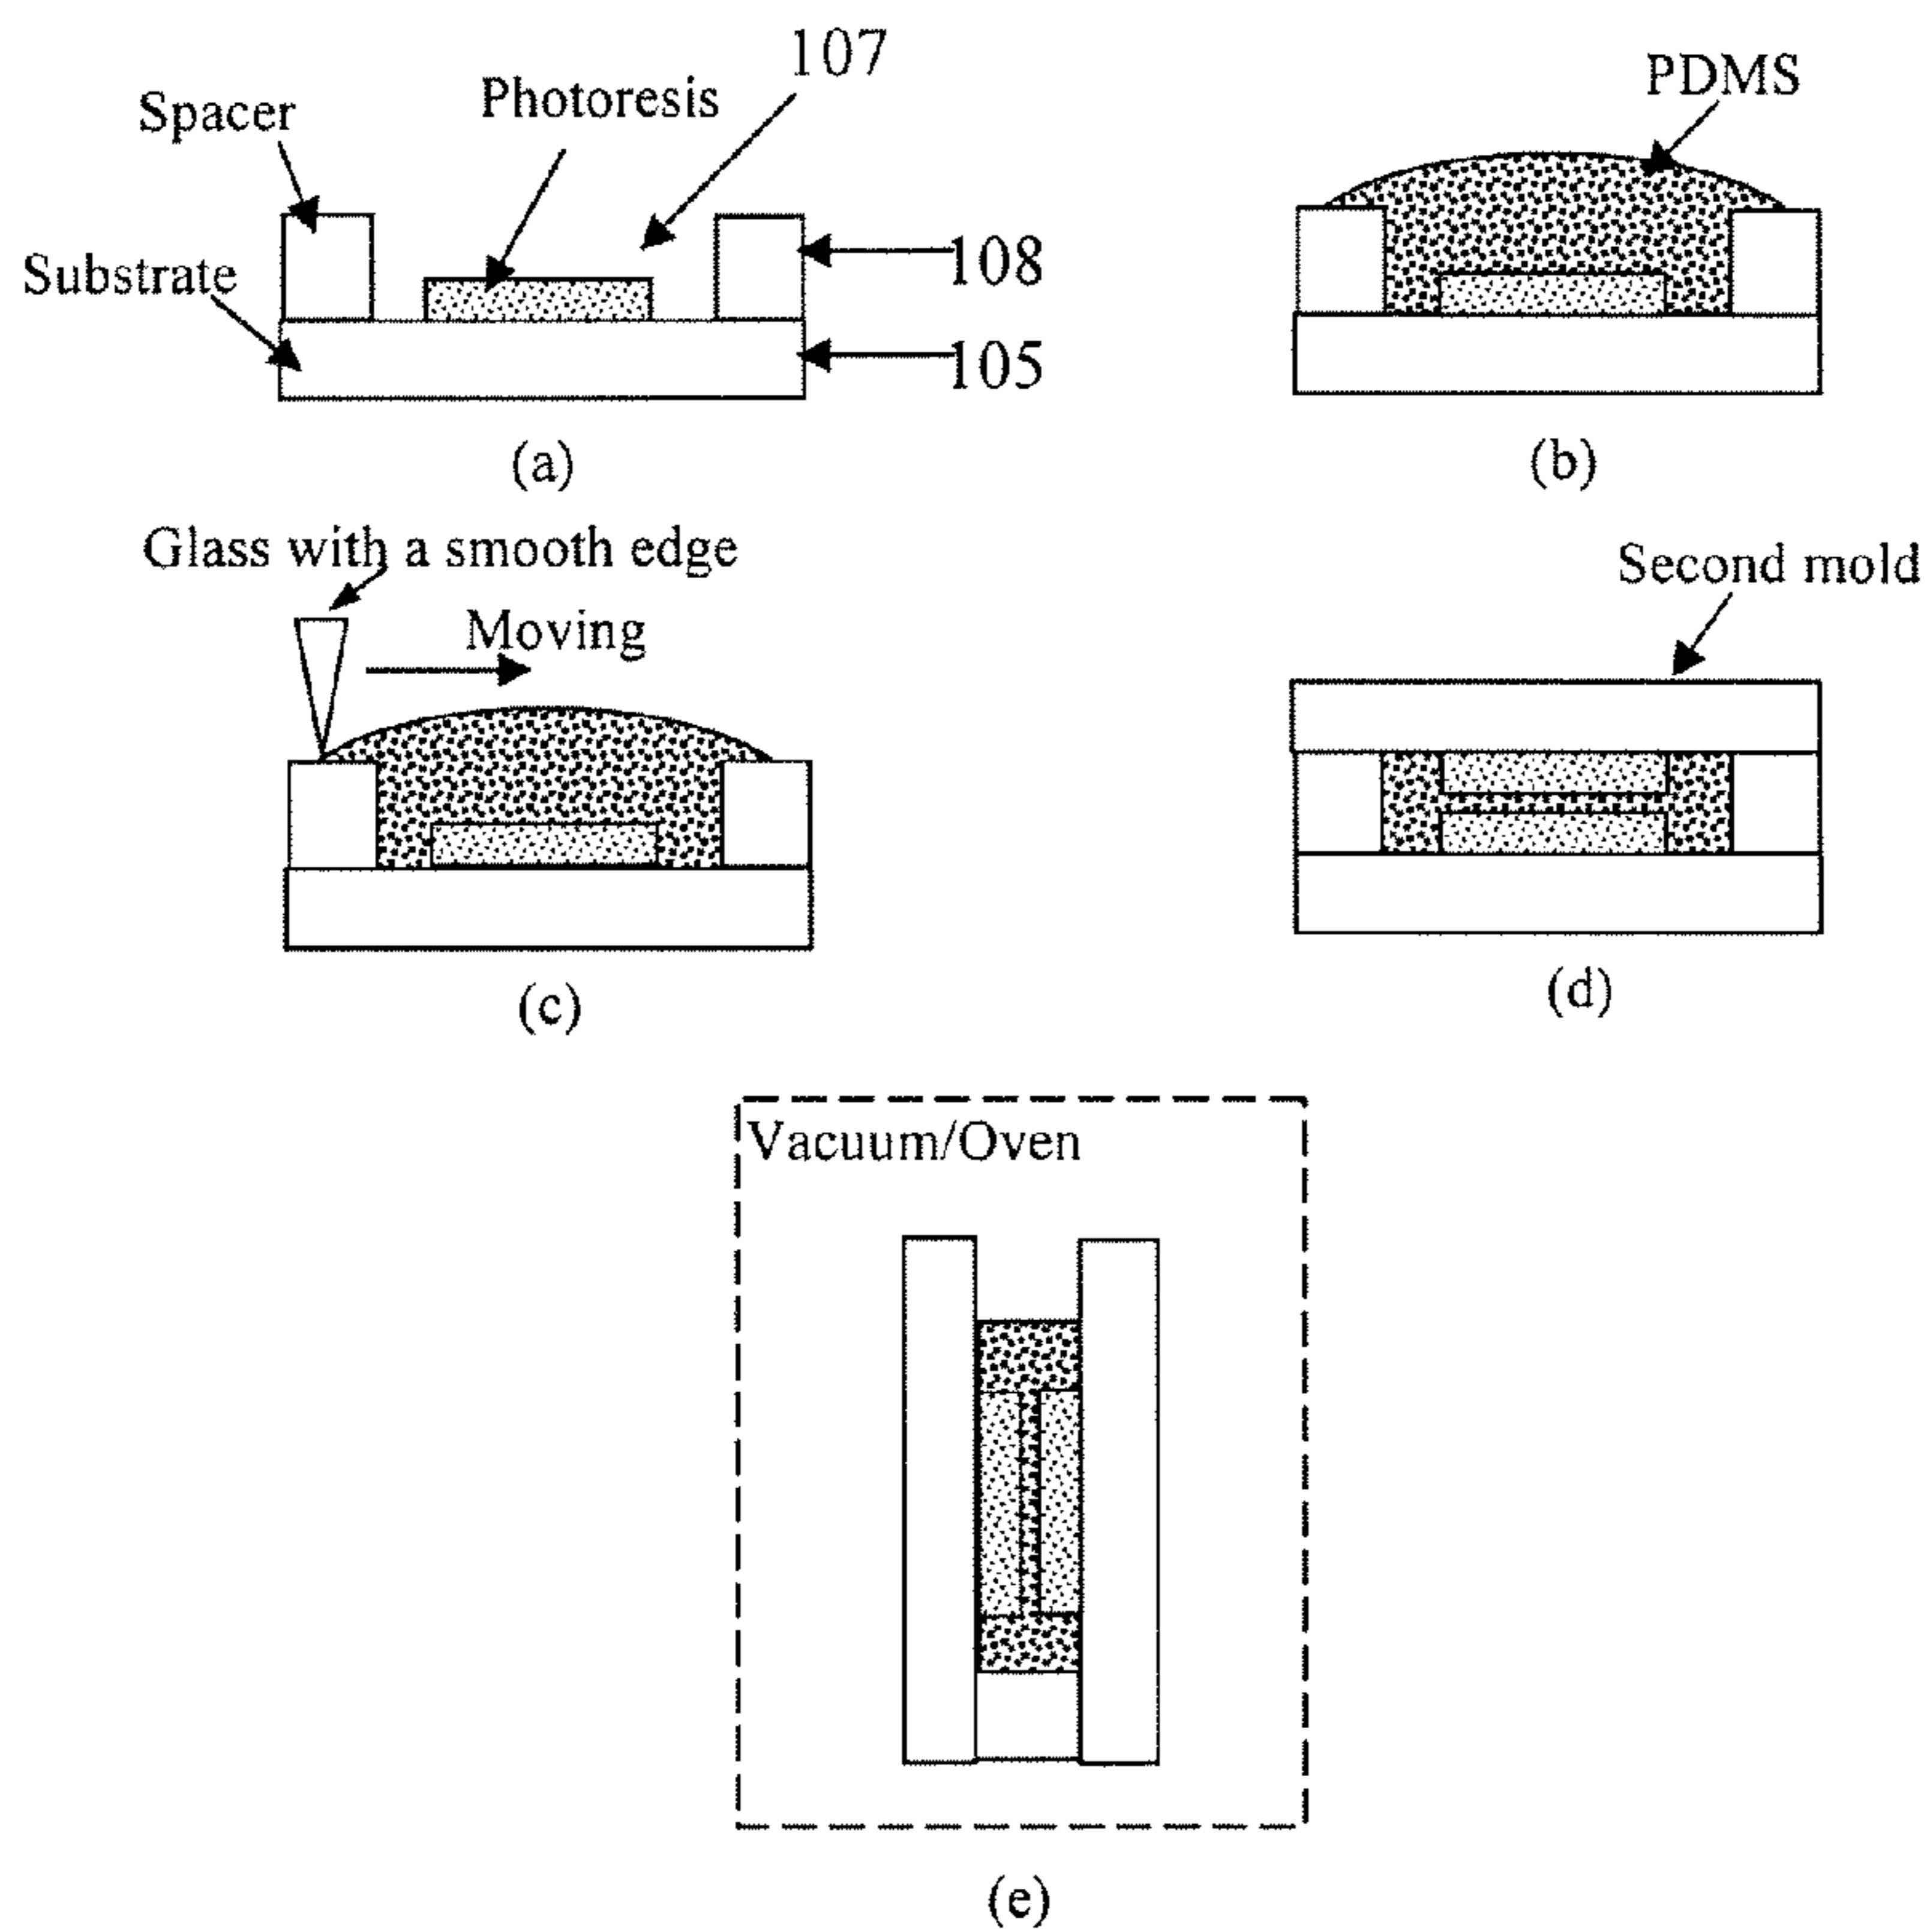 107
Photoresis
Spacer
Substrate
108
105
(a)
PDMS
(b)
Glass with a smooth edge
Moving
(c)
Second mold
(d)
Vacuum/Oven
(e)